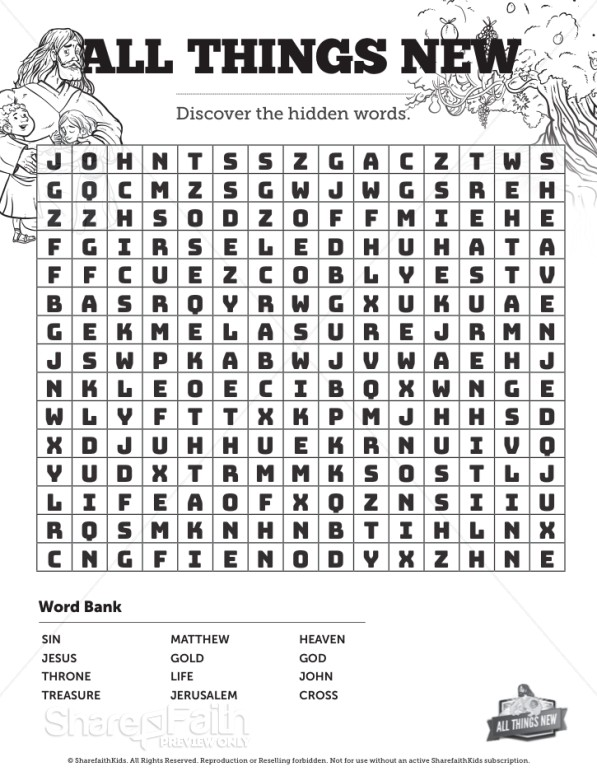 ALL THINGS NEW
Discover the hidden words.
J O H N T S S Z G A C Z T W S
G Q C M Z S G W J W G S R E H
Z Z H S O D Z O F F M I E H E
F G I R S E L E D H U H A T A
F F C U E Z C O B L Y E S T V
B A S R Q Y R W G X U K U A E
G E K M E L A S U R E J R M N
J S W P K A B W J V W A E H J
N K L E O E C I B Q X W N G E
W L Y F T T X K P M J H H S D
X D J U H H U E K R N U I V Q
Y U D X T R M M K S O S T L J
L I F E A O F X Q Z N S I I U
R Q S M K N H N B T I H L N X
C N G F I E N O D Y X Z H N E
Word Bank
SIN MATTHEW HEAVEN
JESUS GOLD GOD
THRONE LIFE JOHN
TREASURE JERUSALEM CROSS
ShareFaith
PREVIEW ONLY
ALL THINGS NEW
© SharefaithKids. All Rights Reserved. Reproduction or Reselling forbidden. Not for use without an active SharefaithKids subscription.